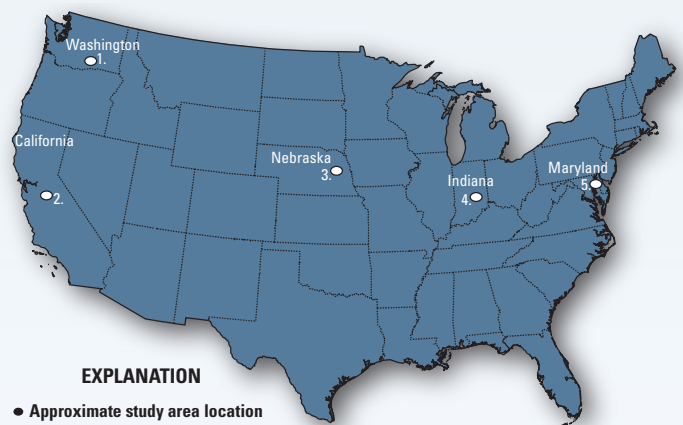 Washington
1.
California
2.
Nebraska
3.
Indiana
4.
Maryland
5.
EXPLANATION
Approximate study area location